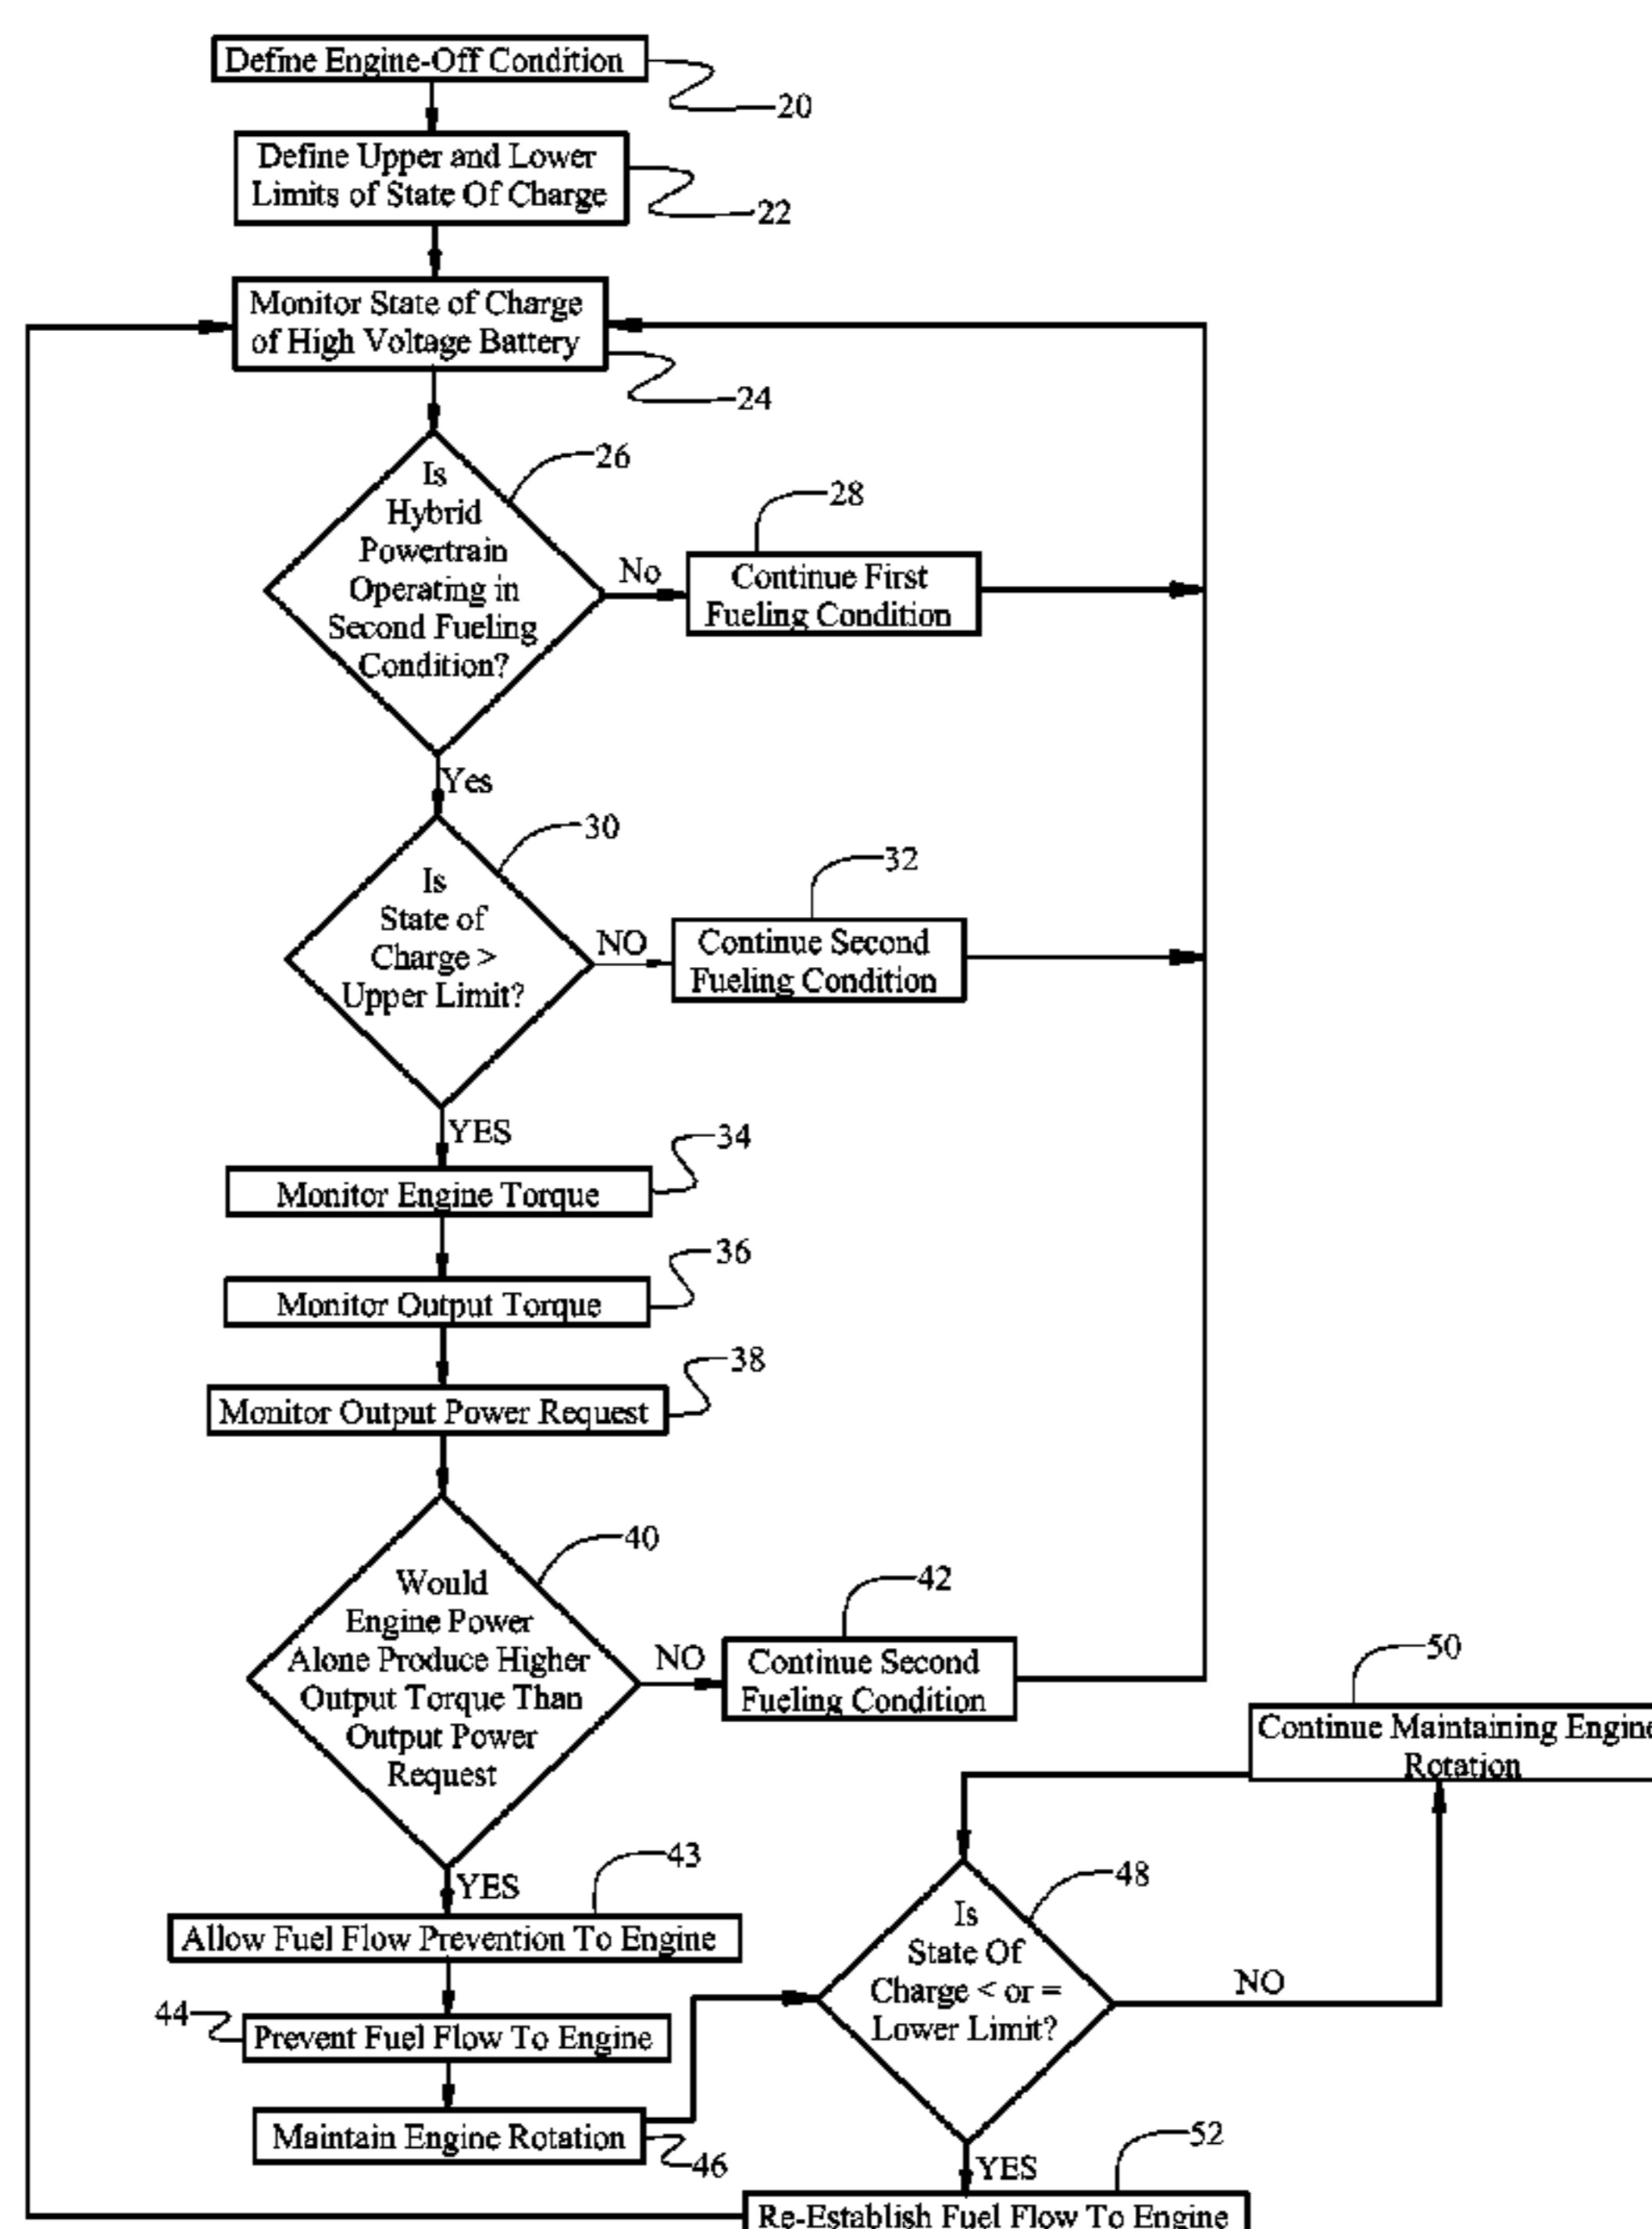 Define Engine-Off Condition
20
Define Upper and Lower
Limits of State Of Charge
22
Monitor State of Charge
of High Voltage Battery
24
Is
Hybrid
Powertrain
Operating in
Second Fueling
Condition?
26
No
28
Continue First
Fueling Condition
Yes
30
Is
State of
Charge >
Upper Limit?
NO
32
Continue Second
Fueling Condition
YES
34
Monitor Engine Torque
36
Monitor Output Torque
38
Monitor Output Power Request
40
Would
Engine Power
Alone Produce Higher
Output Torque Than
Output Power
Request
NO
42
Continue Second
Fueling Condition
YES
43
Allow Fuel Flow Prevention To Engine
44
Prevent Fuel Flow To Engine
Maintain Engine Rotation
46
50
Continue Maintaining Engine
Rotation
48
Is
State Of
Charge < or =
Lower Limit?
NO
YES
52
Re-Establish Fuel Flow To Engine